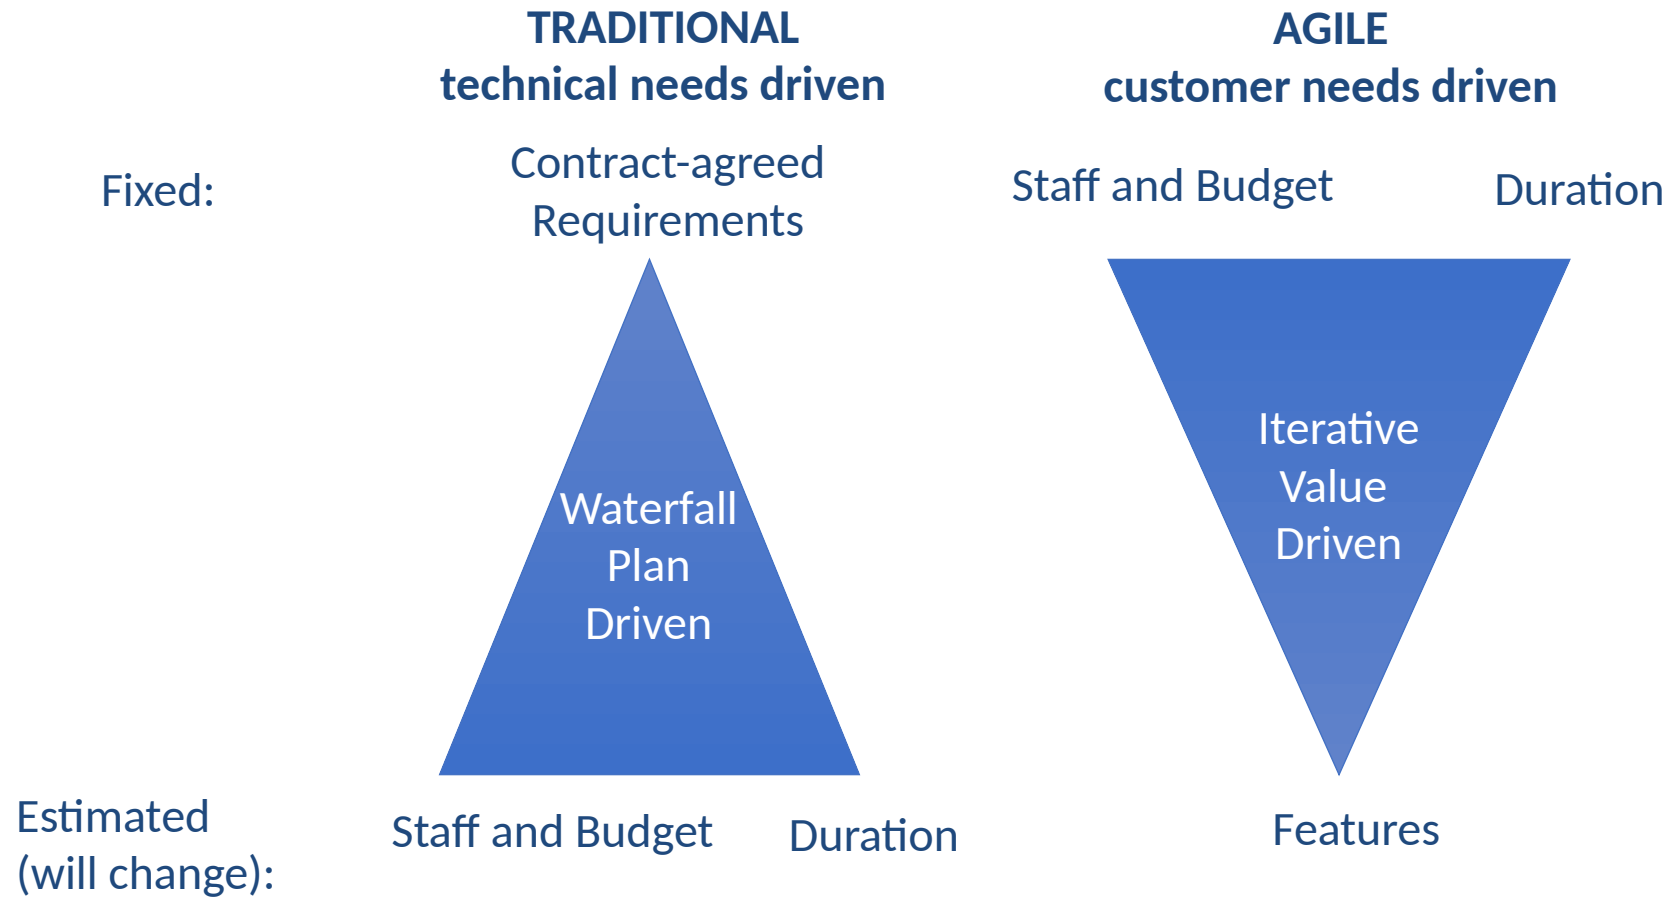 TRADITIONAL
technical needs driven
AGILE
customer needs driven
Fixed:
Contract-agreed
Requirements
Staff and Budget
Duration
Waterfall
Plan
Driven
Iterative
Value
Driven
Estimated
(will change):
Staff and Budget
Duration
Features